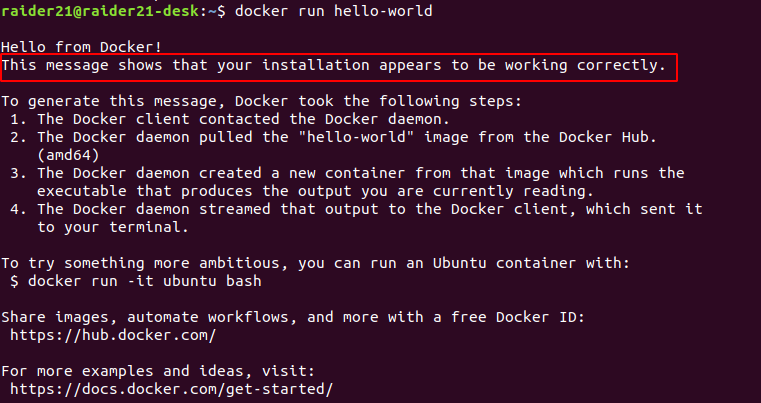 raider21@raider21-desk:~$ docker run hello-world
Hello from Docker!
This message shows that your installation appears to be working correctly.
To generate this message, Docker took the following steps:
1. The Docker client contacted the Docker daemon.
2. The Docker daemon pulled the "hello-world" image from the Docker Hub.
(amd64)
3. The Docker daemon created a new container from that image which runs the
executable that produces the output you are currently reading.
4. The Docker daemon streamed that output to the Docker client, which sent it
to your terminal.
To try something more ambitious, you can run an Ubuntu container with:
$ docker run -it ubuntu bash
Share images, automate workflows, and more with a free Docker ID:
https://hub.docker.com/
For more examples and ideas, visit:
https://docs.docker.com/get-started/